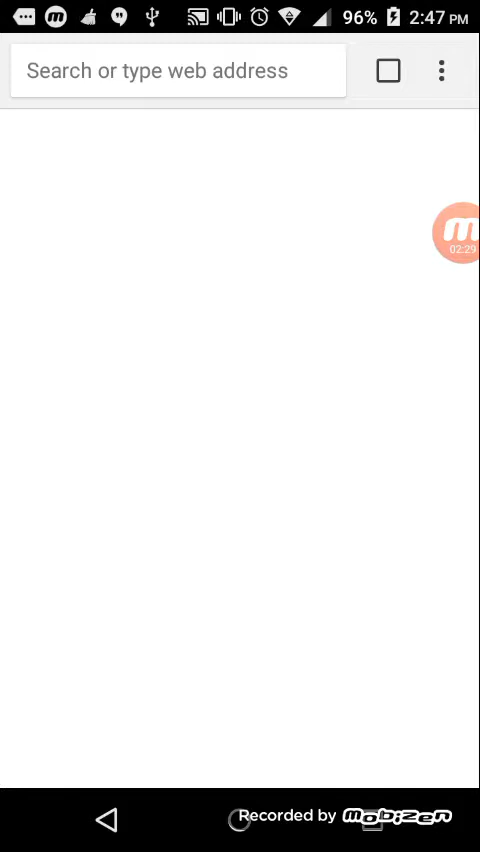 96% 2:47 PM
Search or type web address
m
02:29
Recorded by mobizen